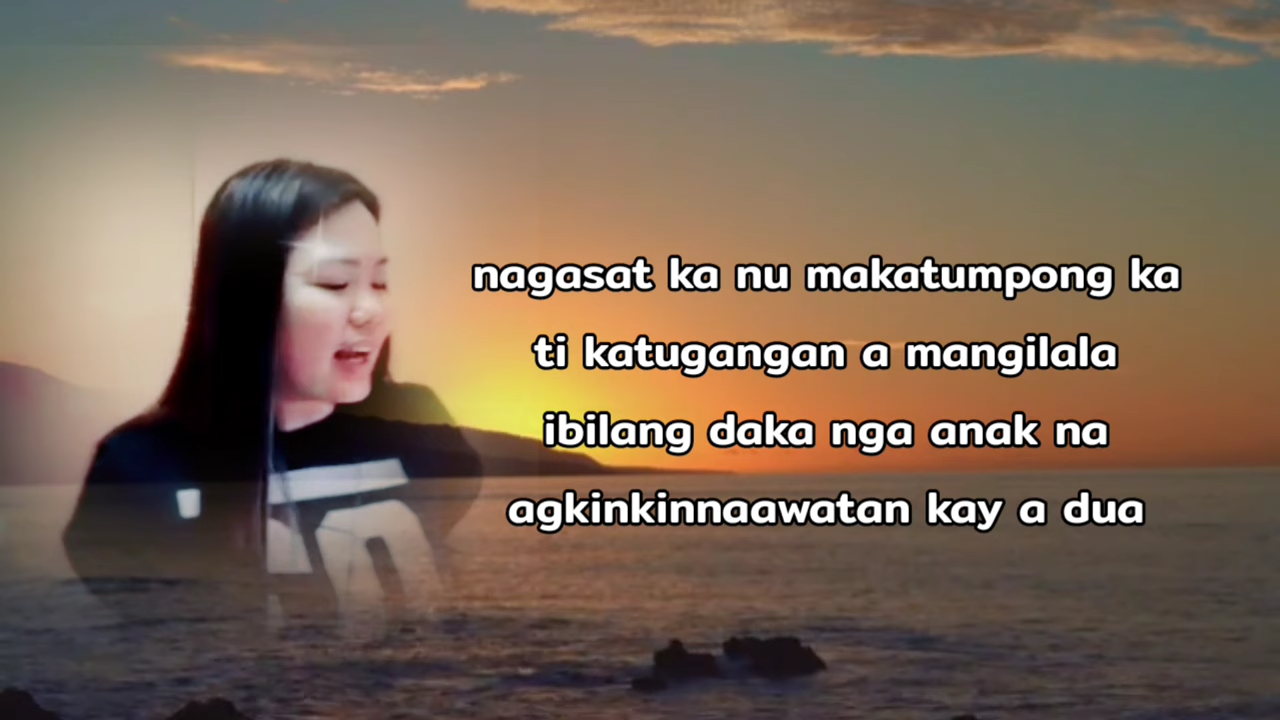 nagasat ka nu makatumpong ka
ti katugangan a mangilala
ibilang daka nga anak na
agkinkinnaawatan kay a dua